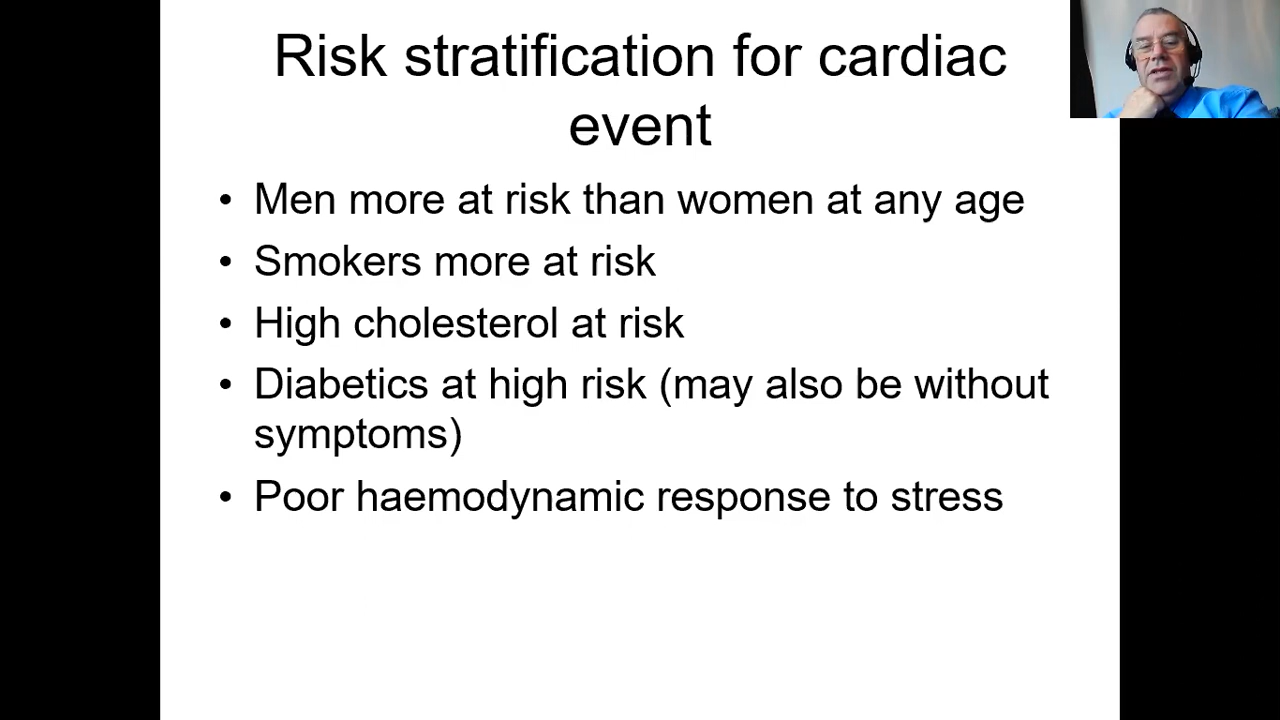 Risk stratification for cardiac
event
• Men more at risk than women at any age
• Smokers more at risk
• High cholesterol at risk
• Diabetics at high risk (may also be without
symptoms)
• Poor haemodynamic response to stress